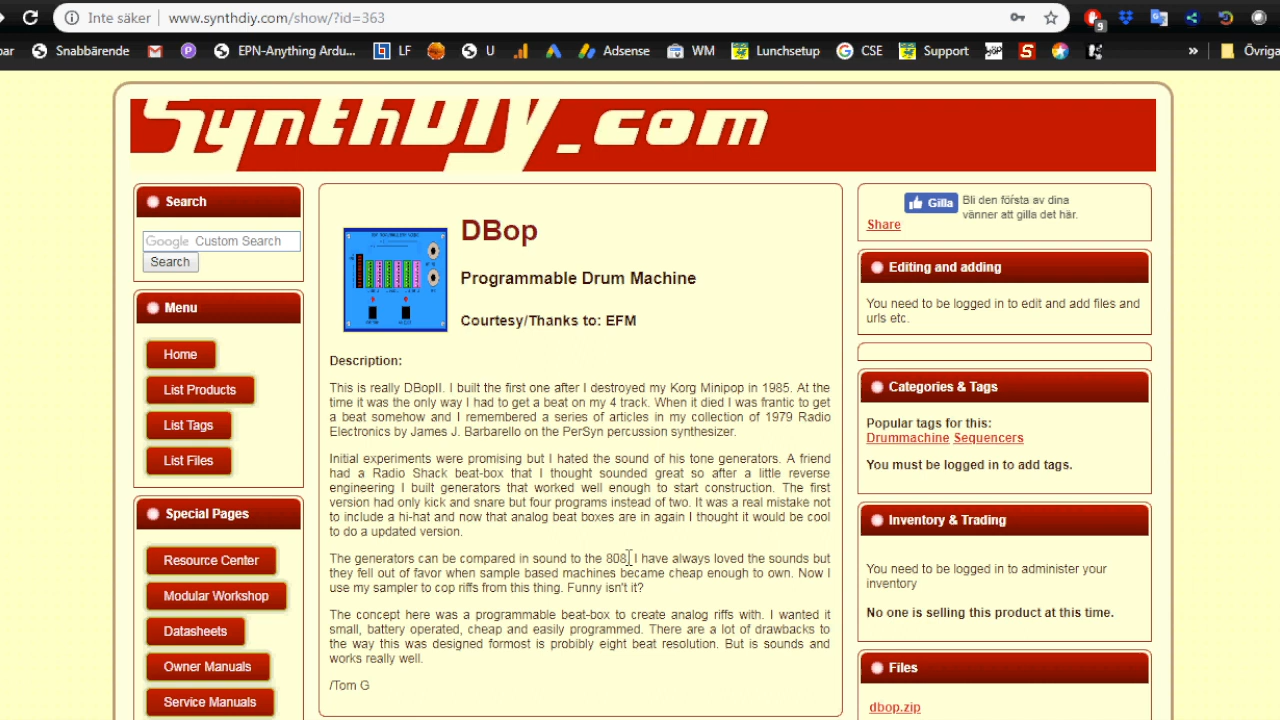 Inte säker
www.synthdiy.com/show/?id=363
9
bar
Snabbärende
EPN-Anything Ardu...
LF
U
Adsense
WM
Lunchsetup
CSE
Support
»
Övriga
SynthDIY.com
Search
Google Custom Search
Search
Menu
Home
List Products
List Tags
List Files
Special Pages
Resource Center
Modular Workshop
Datasheets
Owner Manuals
Service Manuals
DBop
Programmable Drum Machine
Courtesy/Thanks to: EFM
Description:
This is really DBopII. I built the first one after I destroyed my Korg Minipop in 1985. At the
time it was the only way I had to get a beat on my 4 track. When it died I was frantic to get
a beat somehow and I remembered a series of articles in my collection of 1979 Radio
Electronics by James J. Barbarello on the PerSyn percussion synthesizer.
Initial experiments were promising but I hated the sound of his tone generators. A friend
had a Radio Shack beat-box that I thought sounded great so after a little reverse
engineering I built generators that worked well enough to start construction. The first
version had only kick and snare but four programs instead of two. It was a real mistake not
to include a hi-hat and now that analog beat boxes are in again I thought it would be cool
to do a updated version.
The generators can be compared in sound to the 808. I have always loved the sounds but
they fell out of favor when sample based machines became cheap enough to own. Now I
use my sampler to cop riffs from this thing. Funny isn't it?
The concept here was a programmable beat-box to create analog riffs with. I wanted it
small, battery operated, cheap and easily programmed. There are a lot of drawbacks to
the way this was designed formost is probibly eight beat resolution. But is sounds and
works really well.
/Tom G
Gilla
Bli den första av dina
vänner att gilla det här.
Share
Editing and adding
You need to be logged in to edit and add files and
urls etc.
Categories & Tags
Popular tags for this:
Drummachine Sequencers
You must be logged in to add tags.
Inventory & Trading
You need to be logged in to administer your
inventory
No one is selling this product at this time.
Files
dbop.zip